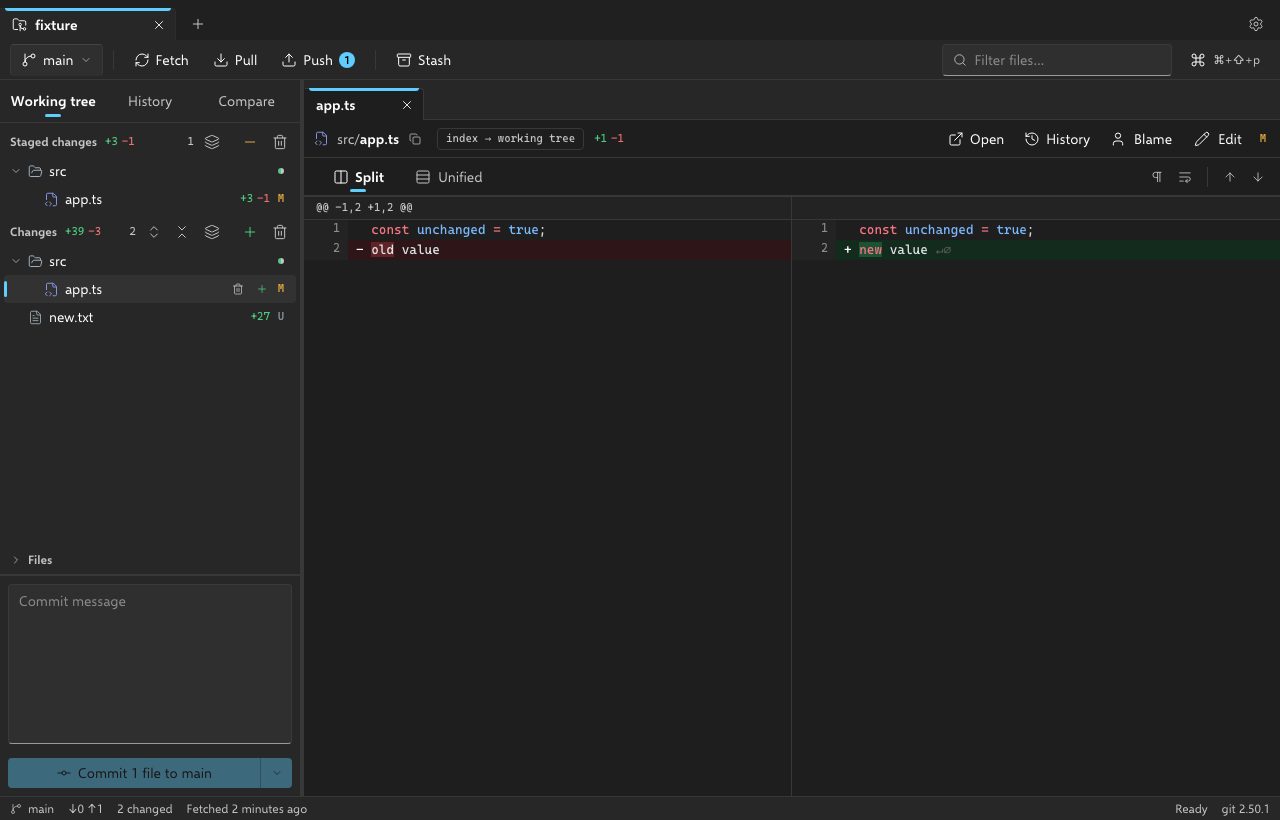 fixture
main
Fetch
Pull
Push 1
Stash
Filter files...
⌘+⇧+p
Working tree
History
Compare
Staged changes +3 −1 1
src
app.ts +3 −1 M
Changes +39 −3 2
src
app.ts M
new.txt +27 U
Files
Commit message
Commit 1 file to main
app.ts
src/app.ts
index → working tree
+1 −1
Open
History
Blame
Edit
M
Split
Unified
@@ −1,2 +1,2 @@
1 const unchanged = true;
2 − old value
1 const unchanged = true;
2 + new value
main ↓0 ↑1 2 changed Fetched 2 minutes ago
Ready git 2.50.1